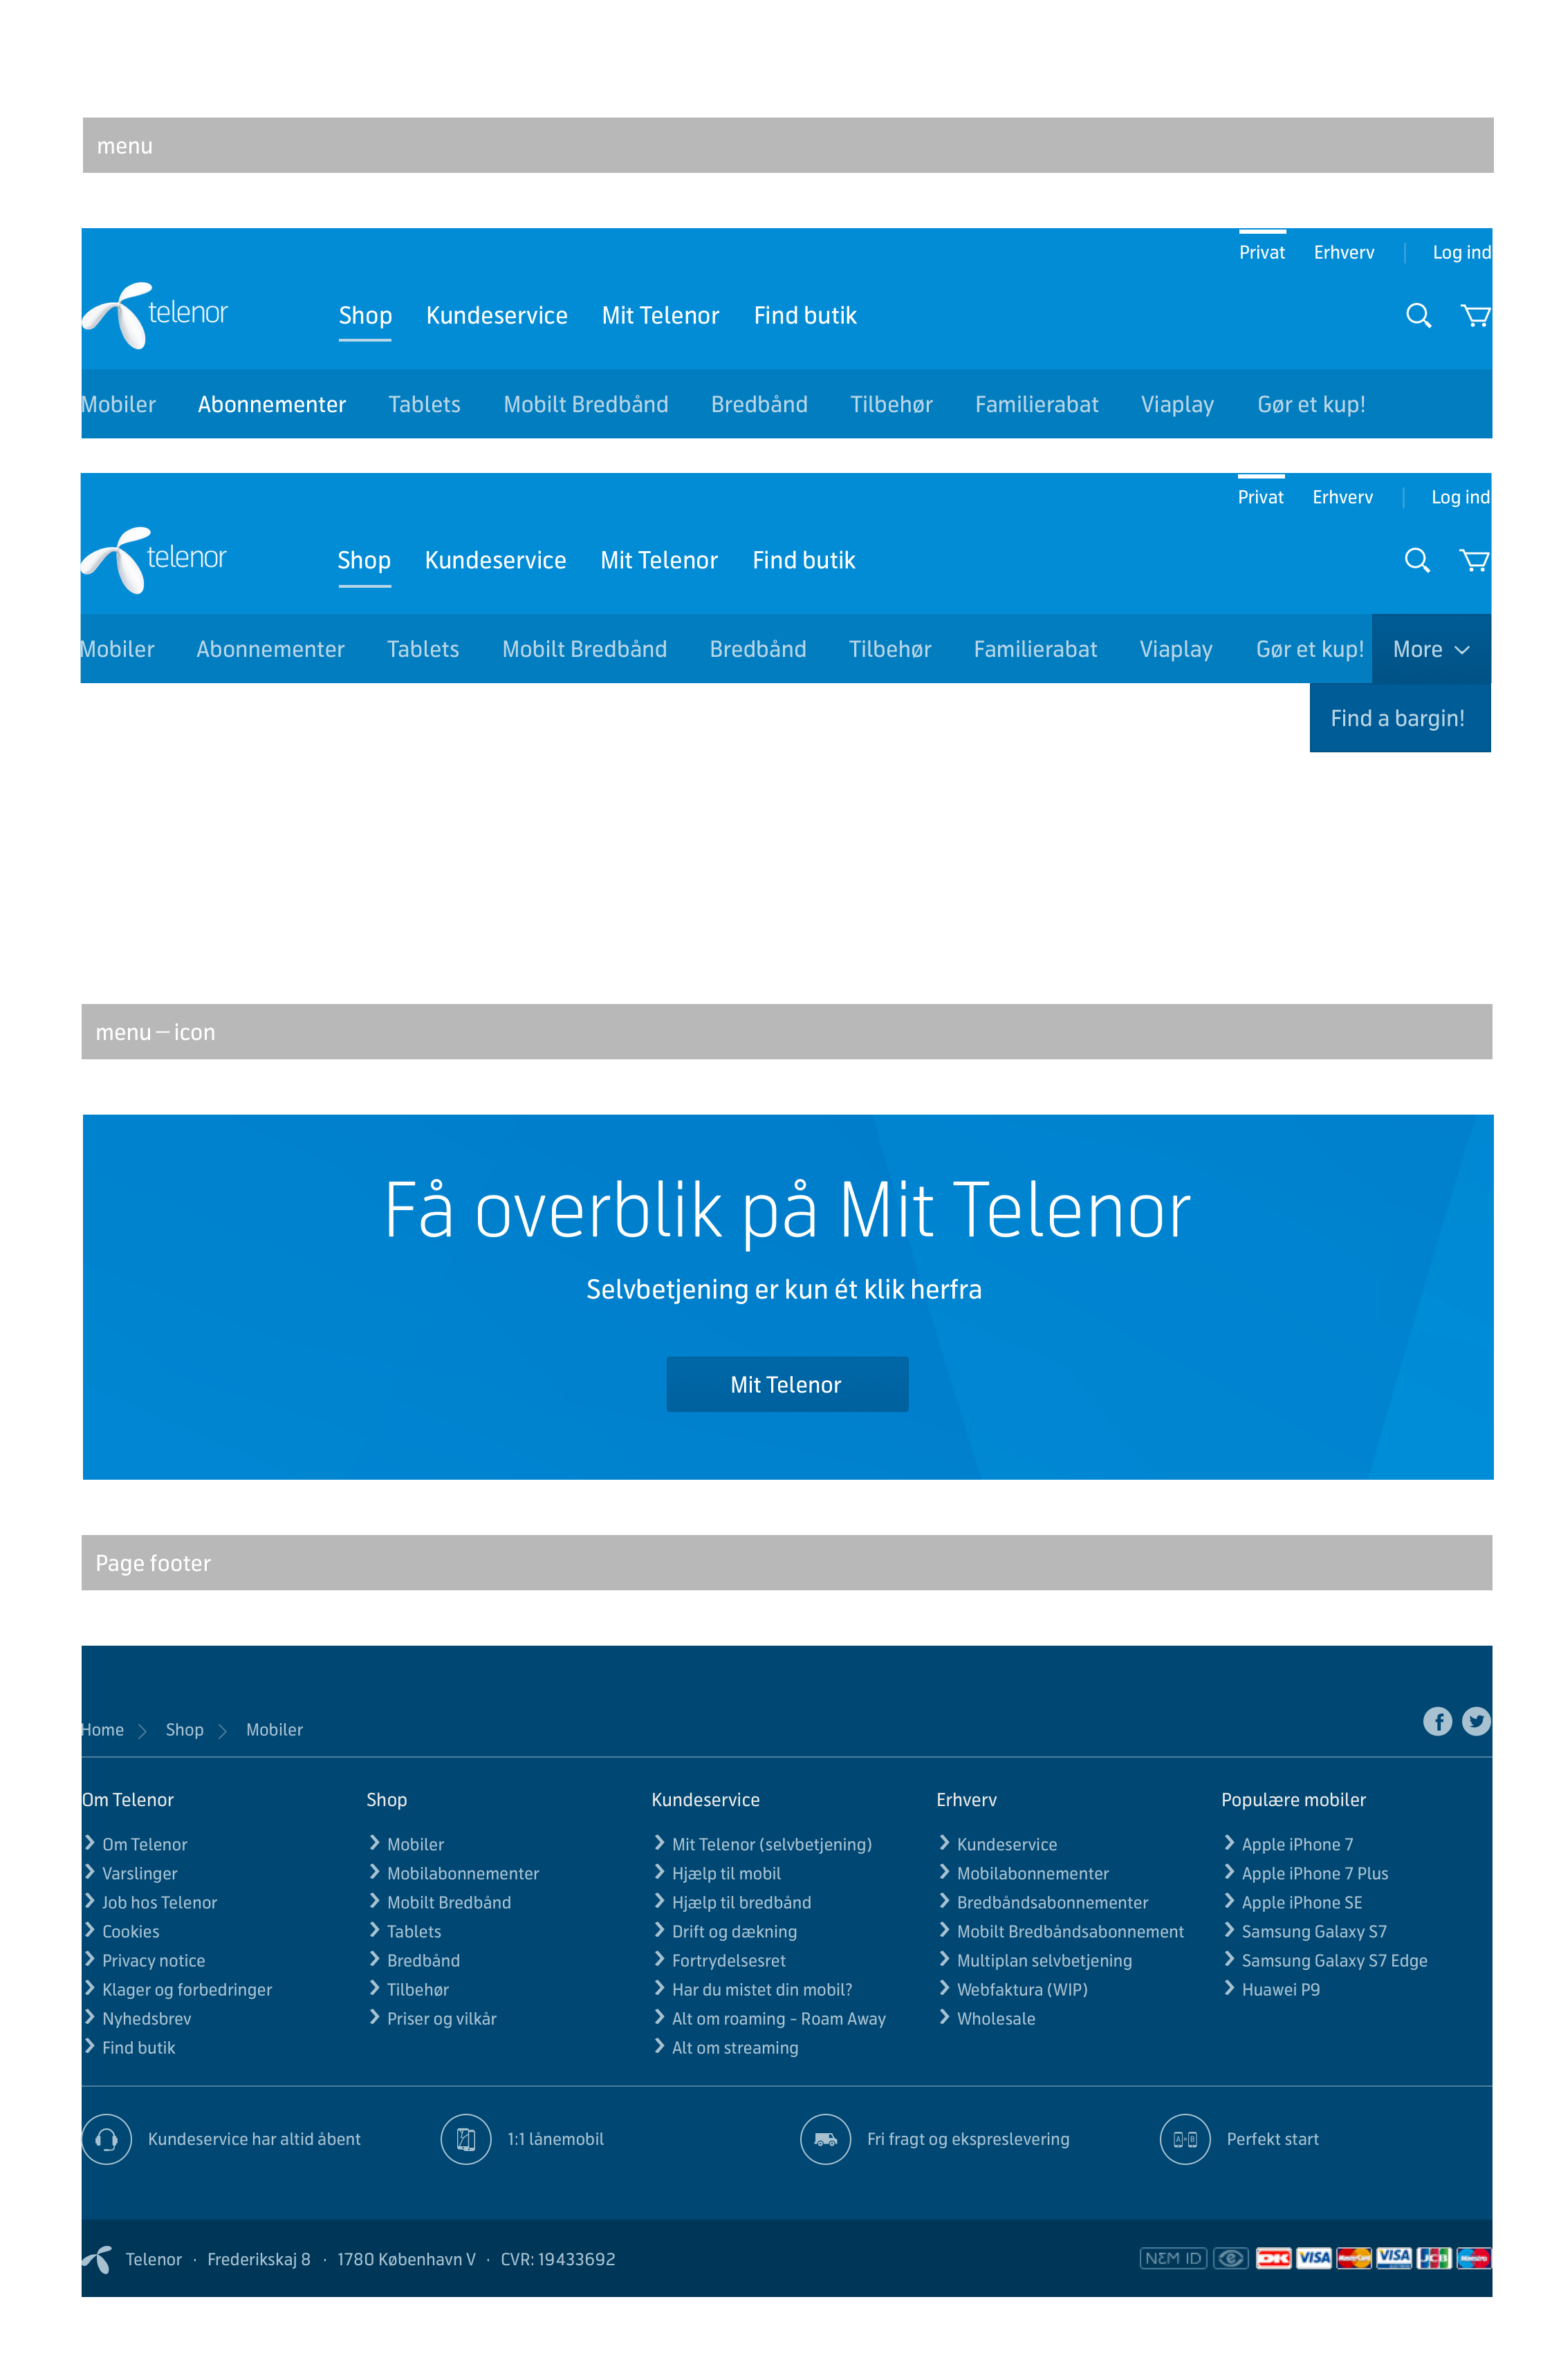 menu
Privat Erhverv Log ind
telenor Shop Kundeservice Mit Telenor Find butik
Mobiler Abonnementer Tablets Mobilt Bredbånd Bredbånd Tilbehør Familierabat Viaplay Gør et kup!
Privat Erhverv Log ind
telenor Shop Kundeservice Mit Telenor Find butik
Mobiler Abonnementer Tablets Mobilt Bredbånd Bredbånd Tilbehør Familierabat Viaplay Gør et kup! More
Find a bargin!
menu – icon
Få overblik på Mit Telenor
Selvbetjening er kun ét klik herfra
Mit Telenor
Page footer
Home Shop Mobiler
Om Telenor
Om Telenor
Varslinger
Job hos Telenor
Cookies
Privacy notice
Klager og forbedringer
Nyhedsbrev
Find butik
Shop
Mobiler
Mobilabonnementer
Mobilt Bredbånd
Tablets
Bredbånd
Tilbehør
Priser og vilkår
Kundeservice
Mit Telenor (selvbetjening)
Hjælp til mobil
Hjælp til bredbånd
Drift og dækning
Fortrydelsesret
Har du mistet din mobil?
Alt om roaming - Roam Away
Alt om streaming
Erhverv
Kundeservice
Mobilabonnementer
Bredbåndsabonnementer
Mobilt Bredbåndsabonnement
Multiplan selvbetjening
Webfaktura (WIP)
Wholesale
Populære mobiler
Apple iPhone 7
Apple iPhone 7 Plus
Apple iPhone SE
Samsung Galaxy S7
Samsung Galaxy S7 Edge
Huawei P9
Kundeservice har altid åbent 1:1 lånemobil Fri fragt og ekspreslevering A B Perfekt start
Telenor · Frederikskaj 8 · 1780 København V · CVR: 19433692 NEM ID e DK VISA MasterCard VISA JCB Maestro